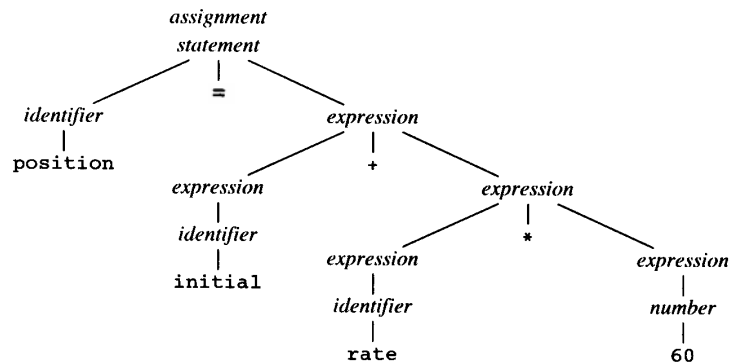 assignment
statement
identifier = expression
position
expression + expression
identifier
initial
expression * expression
identifier number
rate 60